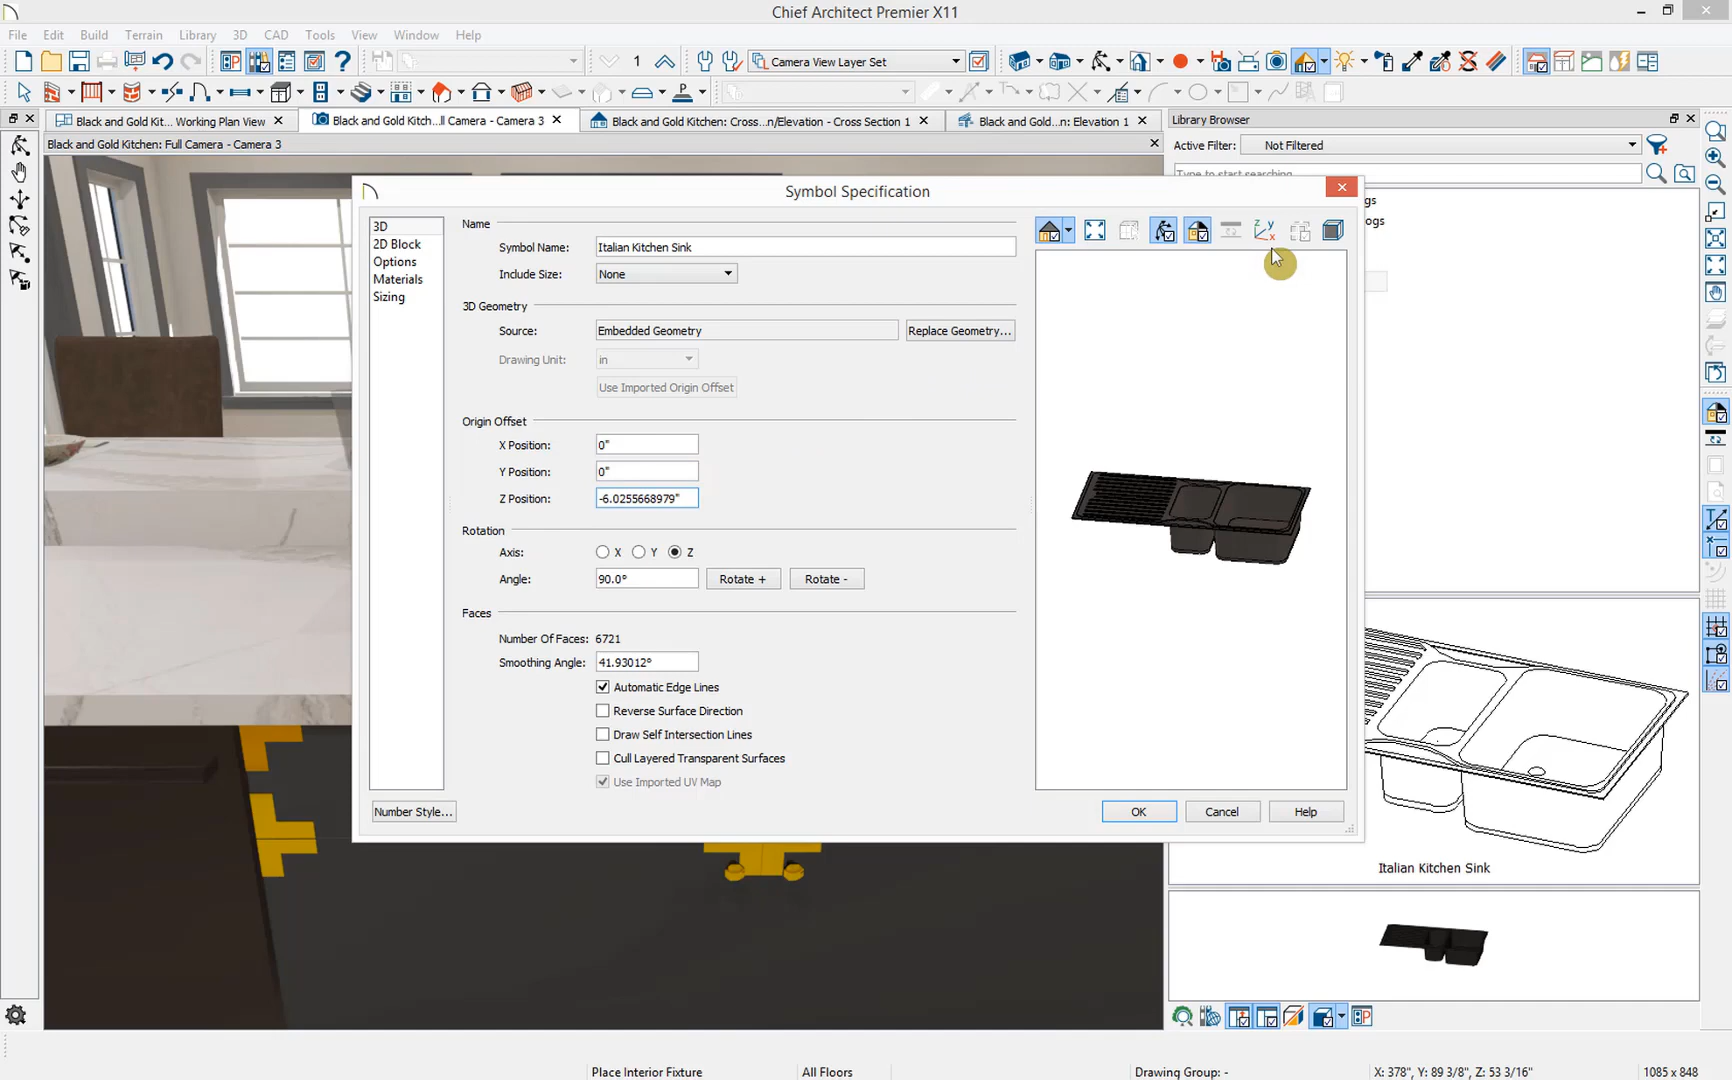 Chief Architect Premier X11
File Edit Build Terrain Library 3D CAD Tools View Window Help
1 Camera View Layer Set
Black and Gold Kit... Working Plan View
Black and Gold Kitch...ll Camera - Camera 3
Black and Gold Kitchen: Cross...n/Elevation - Cross Section 1
Black and Gold...n: Elevation 1
Library Browser
Black and Gold Kitchen: Full Camera - Camera 3
Active Filter: Not Filtered
Type to start searching...
Symbol Specification
gs
ogs
3D
2D Block
Options
Materials
Sizing
Name
Symbol Name: Italian Kitchen Sink
Include Size: None
3D Geometry
Source: Embedded Geometry Replace Geometry...
Drawing Unit: in
Use Imported Origin Offset
Origin Offset
X Position: 0"
Y Position: 0"
Z Position: -6.0255668979"
Rotation
Axis: X Y Z
Angle: 90.0° Rotate + Rotate -
Faces
Number Of Faces: 6721
Smoothing Angle: 41.93012°
Automatic Edge Lines
Reverse Surface Direction
Draw Self Intersection Lines
Cull Layered Transparent Surfaces
Use Imported UV Map
Number Style... OK Cancel Help
Italian Kitchen Sink
Place Interior Fixture All Floors Drawing Group: - X: 378", Y: 89 3/8", Z: 53 3/16" 1085 x 848